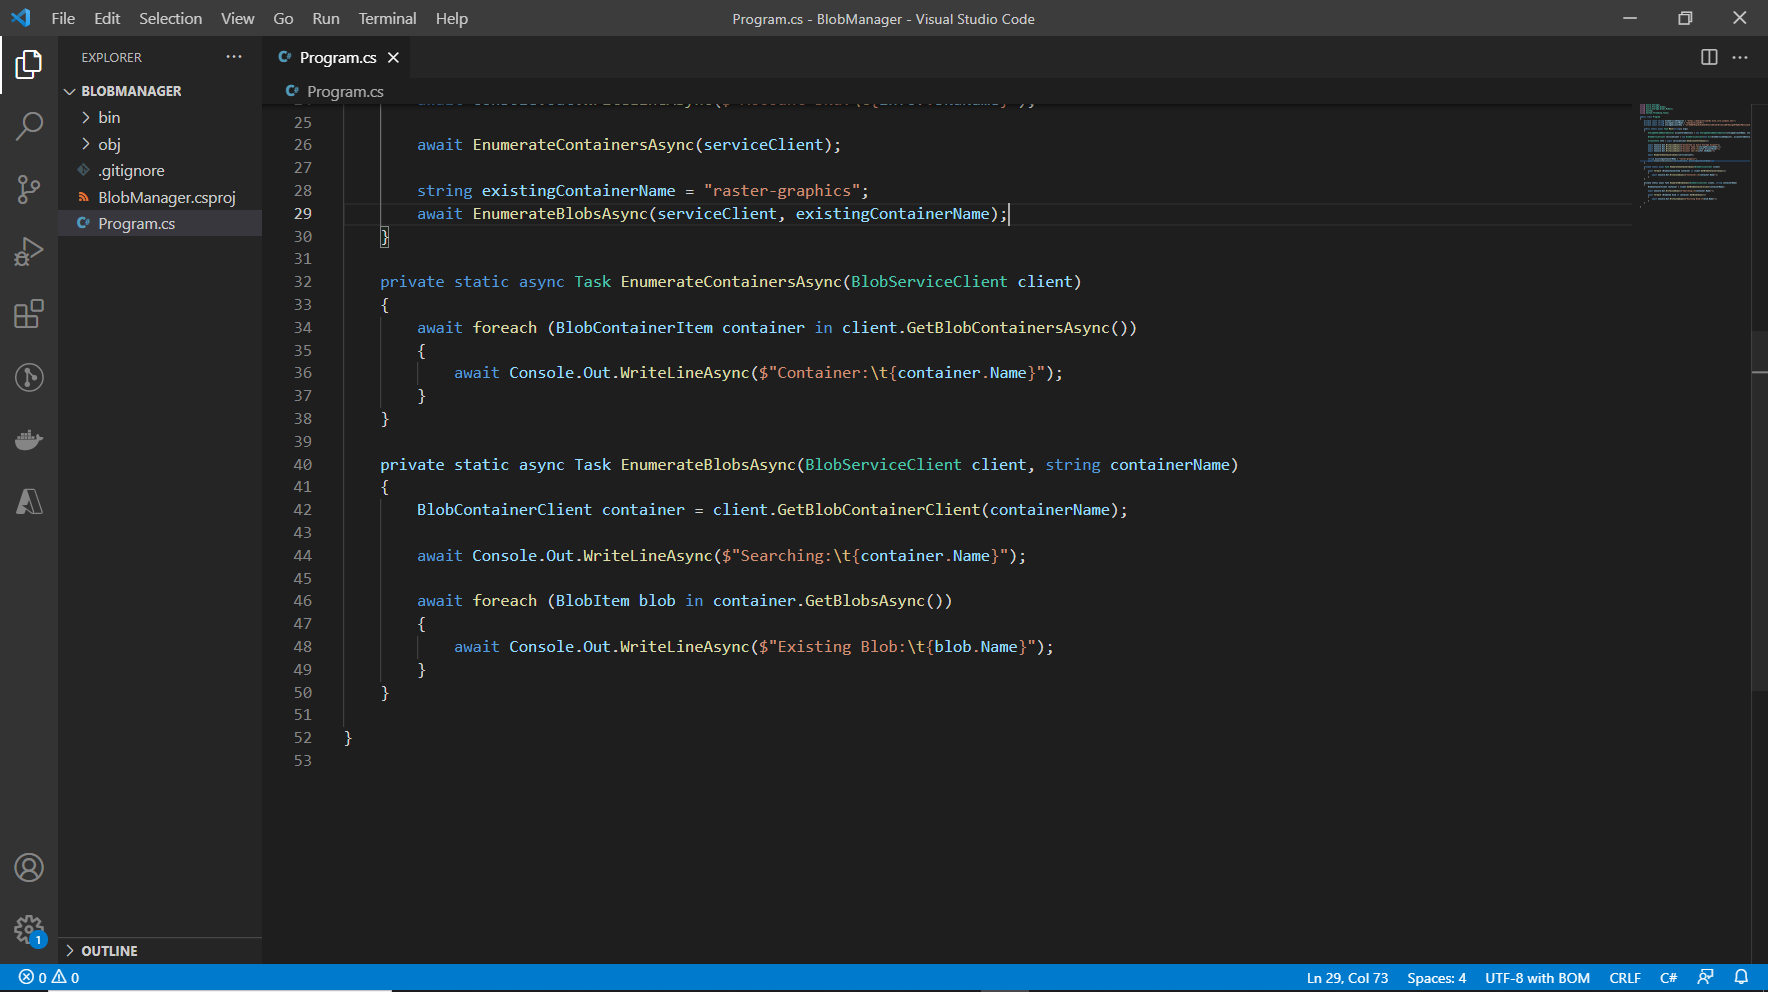 File Edit Selection View Go Run Terminal Help
Program.cs - BlobManager - Visual Studio Code
EXPLORER
BLOBMANAGER
bin
obj
.gitignore
BlobManager.csproj
Program.cs
OUTLINE
Program.cs
Program.cs
25
26 await EnumerateContainersAsync(serviceClient);
27
28 string existingContainerName = "raster-graphics";
29 await EnumerateBlobsAsync(serviceClient, existingContainerName);
30 }
31
32 private static async Task EnumerateContainersAsync(BlobServiceClient client)
33 {
34 await foreach (BlobContainerItem container in client.GetBlobContainersAsync())
35 {
36 await Console.Out.WriteLineAsync($"Container:\t{container.Name}");
37 }
38 }
39
40 private static async Task EnumerateBlobsAsync(BlobServiceClient client, string containerName)
41 {
42 BlobContainerClient container = client.GetBlobContainerClient(containerName);
43
44 await Console.Out.WriteLineAsync($"Searching:\t{container.Name}");
45
46 await foreach (BlobItem blob in container.GetBlobsAsync())
47 {
48 await Console.Out.WriteLineAsync($"Existing Blob:\t{blob.Name}");
49 }
50 }
51
52 }
53
1
0 0
Ln 29, Col 73 Spaces: 4 UTF-8 with BOM CRLF C#